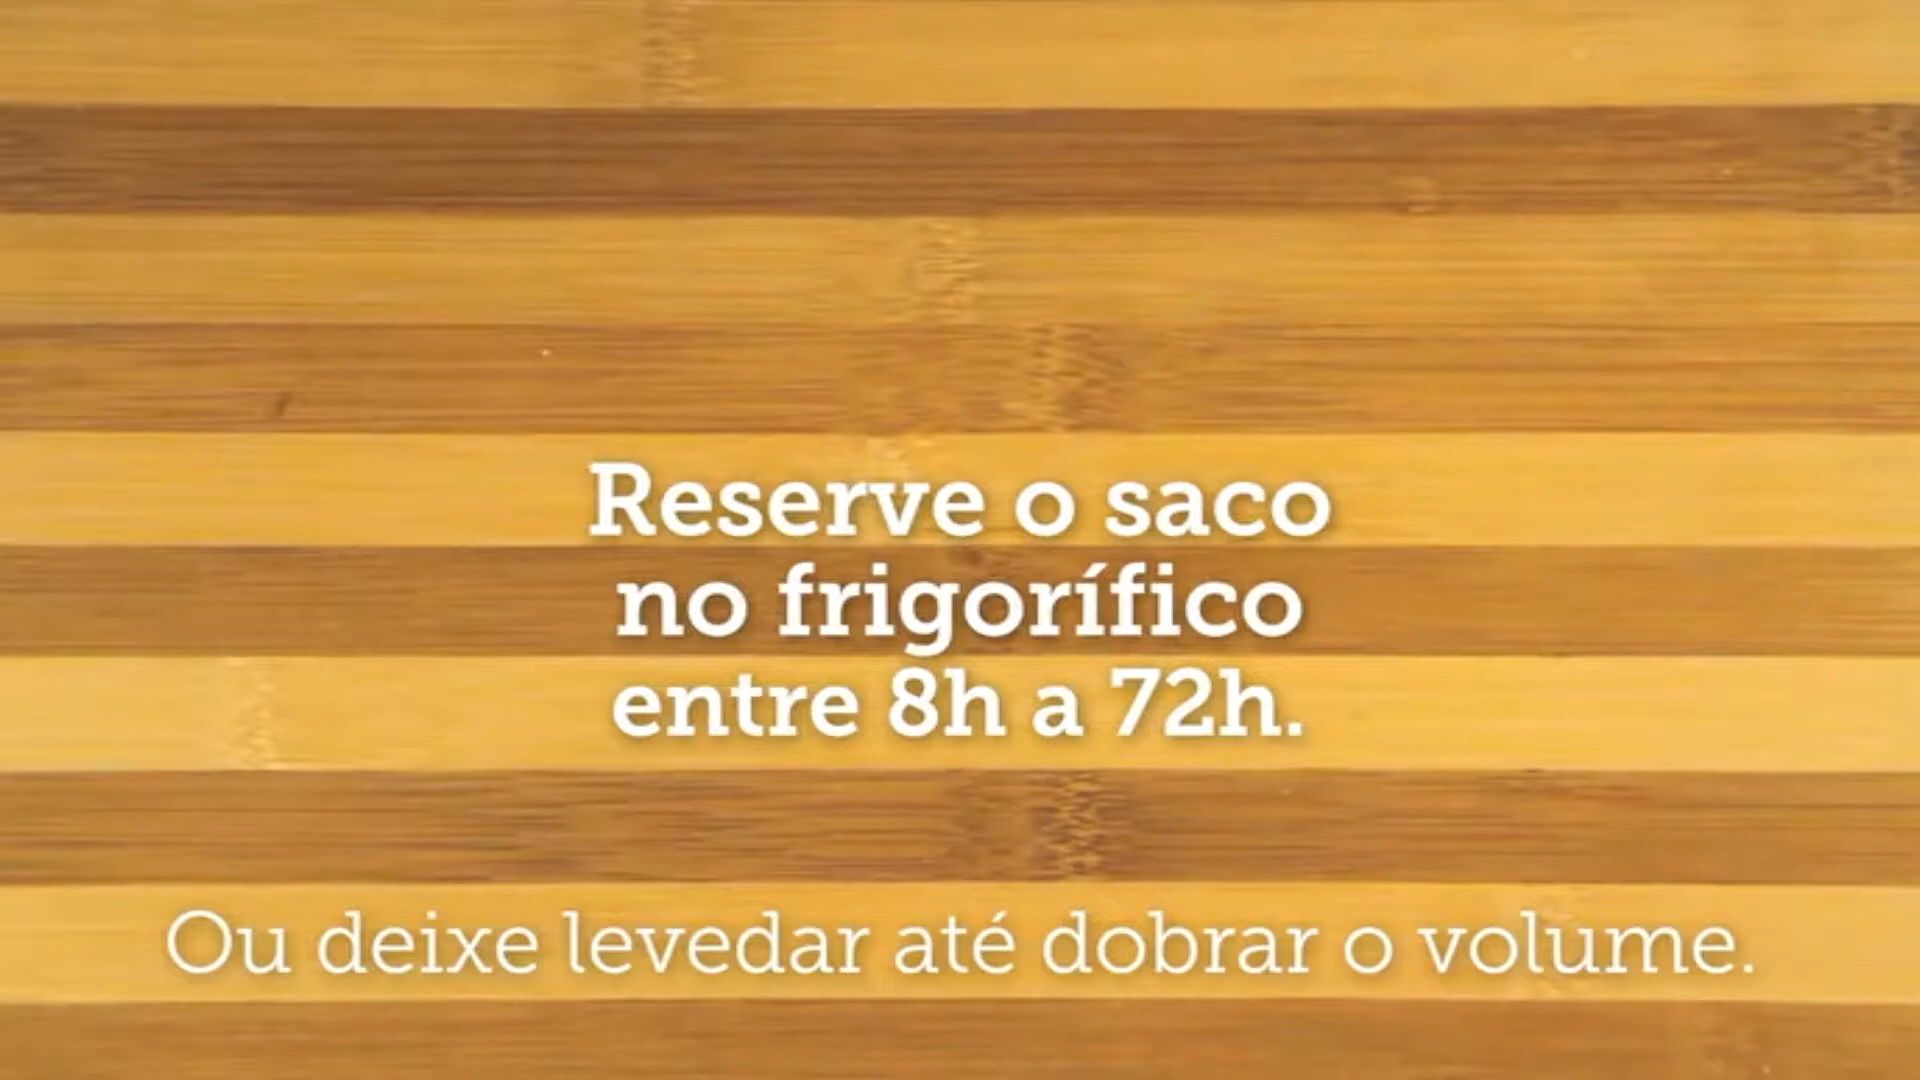 Reserve o saco
no frigorífico
entre 8h a 72h.
Ou deixe levedar até dobrar o volume.